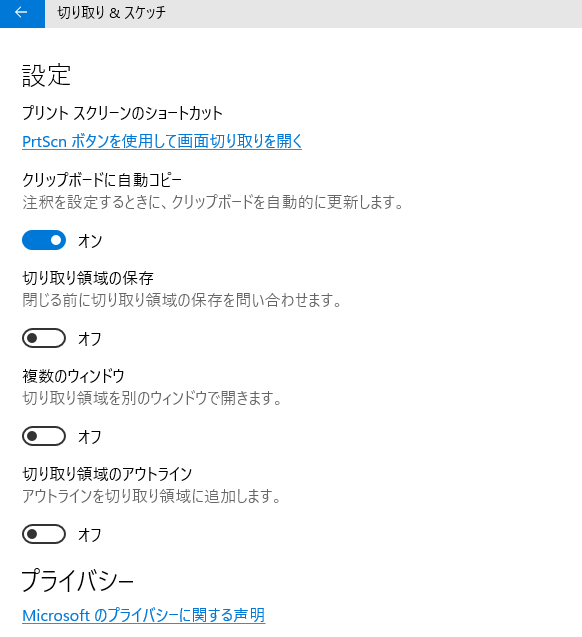 切り取り & スケッチ
設定
プリント スクリーンのショートカット
PrtScn ボタンを使用して画面切り取りを開く
クリップボードに自動コピー
注釈を設定するときに、クリップボードを自動的に更新します。
オン
切り取り領域の保存
閉じる前に切り取り領域の保存を問い合わせます。
オフ
複数のウィンドウ
切り取り領域を別のウィンドウで開きます。
オフ
切り取り領域のアウトライン
アウトラインを切り取り領域に追加します。
オフ
プライバシー
Microsoft のプライバシーに関する声明